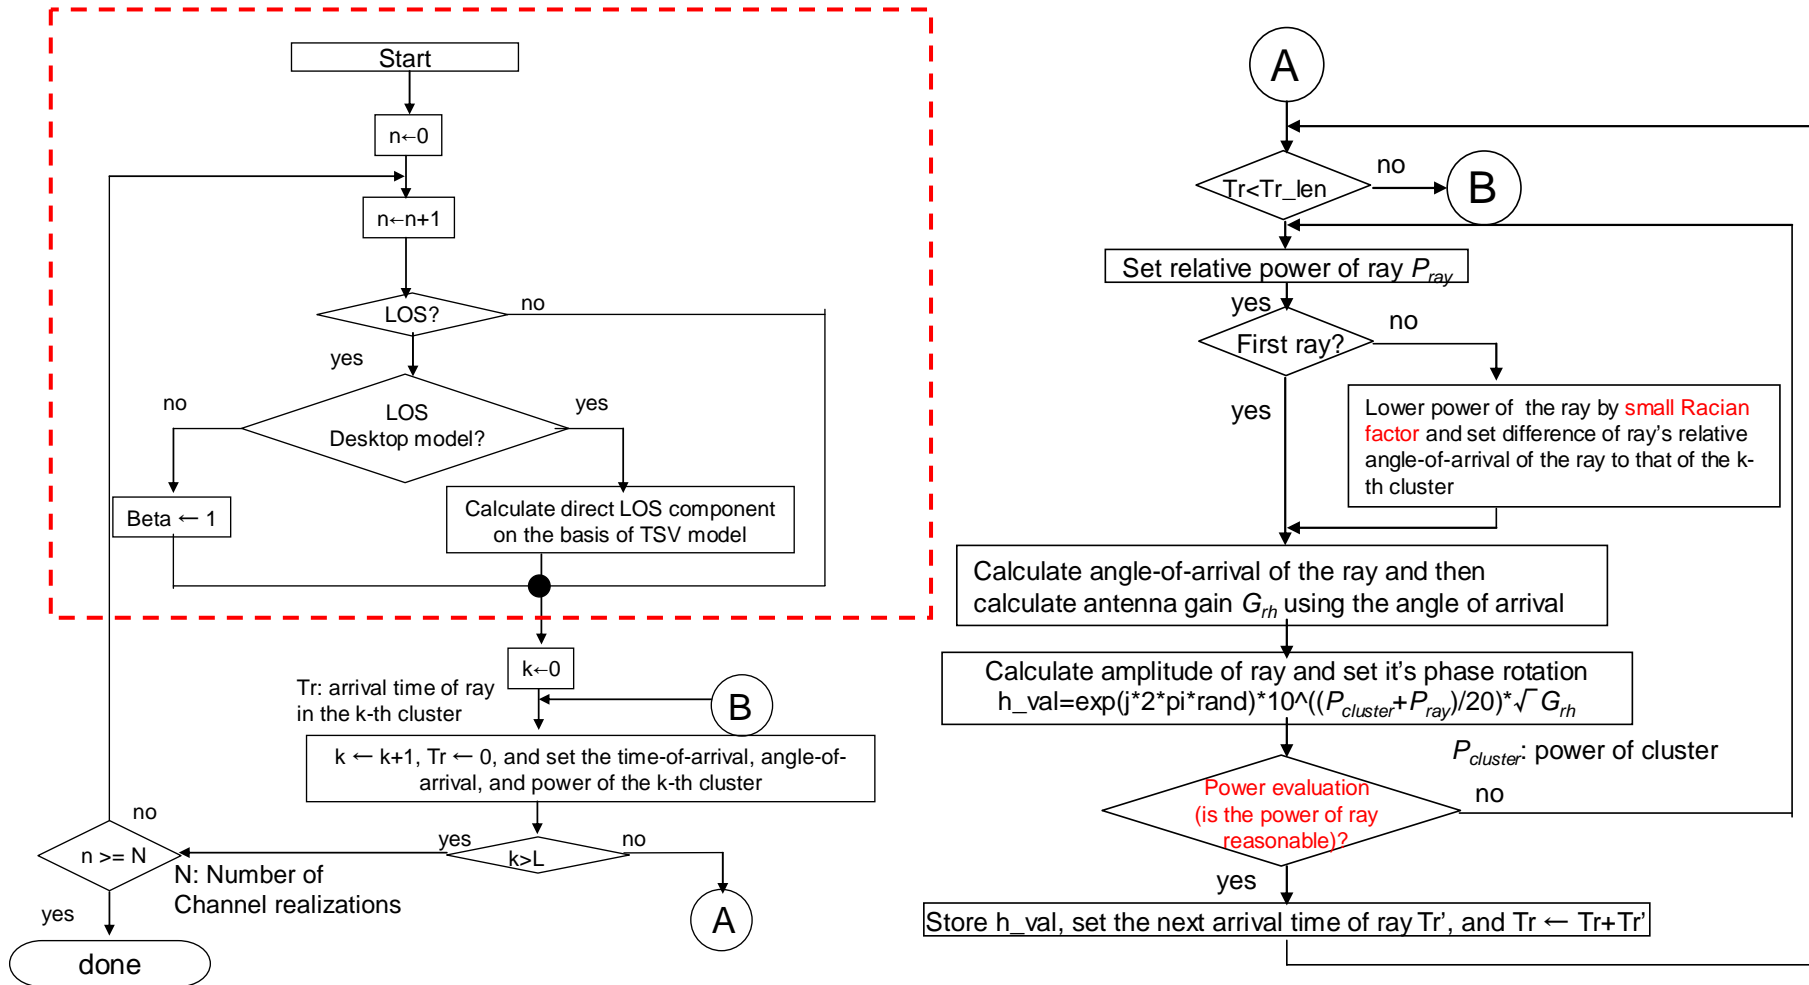 Start
n←0
n←n+1
LOS?
no
yes
LOS
Desktop model?
no
yes
Beta ← 1
Calculate direct LOS component
on the basis of TSV model
k←0
Tr: arrival time of ray
in the k-th cluster
B
k ← k+1, Tr ← 0, and set the time-of-arrival, angle-of-
arrival, and power of the k-th cluster
k>L
yes
no
n >= N
no
N: Number of
Channel realizations
yes
done
A
A
Tr<Tr_len
no
B
Set relative power of ray P_ray
yes
First ray?
no
yes
Lower power of the ray by small Racian
factor and set difference of ray's relative
angle-of-arrival of the ray to that of the k-
th cluster
Calculate angle-of-arrival of the ray and then
calculate antenna gain G_rh using the angle of arrival
Calculate amplitude of ray and set it's phase rotation
h_val=exp(j*2*pi*rand)*10^((P_cluster+P_ray)/20)*√ G_rh
P_cluster: power of cluster
Power evaluation
(is the power of ray
reasonable)?
no
yes
Store h_val, set the next arrival time of ray Tr', and Tr ← Tr+Tr'